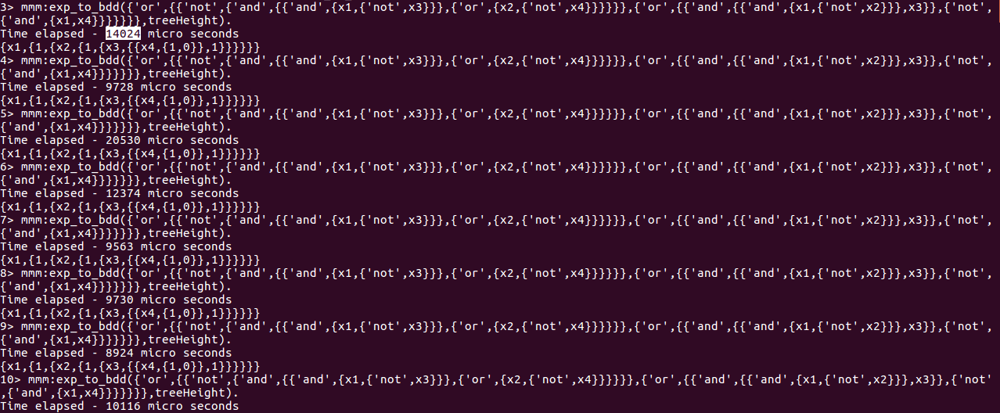 3> mmm:exp_to_bdd({'or',{{'not',{'and',{{'and',{x1,{'not',x3}}},{'or',{x2,{'not',x4}}}}}},{'or',{{'and',{{'and',{x1,{'not',x2}}},x3}},{'not',
{'and',{x1,x4}}}}}}},treeHeight).
Time elapsed - 14024 micro seconds
{x1,{1,{x2,{1,{x3,{{x4,{1,0}},1}}}}}}
4> mmm:exp_to_bdd({'or',{{'not',{'and',{{'and',{x1,{'not',x3}}},{'or',{x2,{'not',x4}}}}}},{'or',{{'and',{{'and',{x1,{'not',x2}}},x3}},{'not',
{'and',{x1,x4}}}}}}},treeHeight).
Time elapsed - 9728 micro seconds
{x1,{1,{x2,{1,{x3,{{x4,{1,0}},1}}}}}}
5> mmm:exp_to_bdd({'or',{{'not',{'and',{{'and',{x1,{'not',x3}}},{'or',{x2,{'not',x4}}}}}},{'or',{{'and',{{'and',{x1,{'not',x2}}},x3}},{'not',
{'and',{x1,x4}}}}}}},treeHeight).
Time elapsed - 20530 micro seconds
{x1,{1,{x2,{1,{x3,{{x4,{1,0}},1}}}}}}
6> mmm:exp_to_bdd({'or',{{'not',{'and',{{'and',{x1,{'not',x3}}},{'or',{x2,{'not',x4}}}}}},{'or',{{'and',{{'and',{x1,{'not',x2}}},x3}},{'not',
{'and',{x1,x4}}}}}}},treeHeight).
Time elapsed - 12374 micro seconds
{x1,{1,{x2,{1,{x3,{{x4,{1,0}},1}}}}}}
7> mmm:exp_to_bdd({'or',{{'not',{'and',{{'and',{x1,{'not',x3}}},{'or',{x2,{'not',x4}}}}}},{'or',{{'and',{{'and',{x1,{'not',x2}}},x3}},{'not',
{'and',{x1,x4}}}}}}},treeHeight).
Time elapsed - 9563 micro seconds
{x1,{1,{x2,{1,{x3,{{x4,{1,0}},1}}}}}}
8> mmm:exp_to_bdd({'or',{{'not',{'and',{{'and',{x1,{'not',x3}}},{'or',{x2,{'not',x4}}}}}},{'or',{{'and',{{'and',{x1,{'not',x2}}},x3}},{'not',
{'and',{x1,x4}}}}}}},treeHeight).
Time elapsed - 9730 micro seconds
{x1,{1,{x2,{1,{x3,{{x4,{1,0}},1}}}}}}
9> mmm:exp_to_bdd({'or',{{'not',{'and',{{'and',{x1,{'not',x3}}},{'or',{x2,{'not',x4}}}}}},{'or',{{'and',{{'and',{x1,{'not',x2}}},x3}},{'not',
{'and',{x1,x4}}}}}}},treeHeight).
Time elapsed - 8924 micro seconds
{x1,{1,{x2,{1,{x3,{{x4,{1,0}},1}}}}}}
10> mmm:exp_to_bdd({'or',{{'not',{'and',{{'and',{x1,{'not',x3}}},{'or',{x2,{'not',x4}}}}}},{'or',{{'and',{{'and',{x1,{'not',x2}}},x3}},{'not'
,{'and',{x1,x4}}}}}}},treeHeight).
Time elapsed - 10116 micro seconds